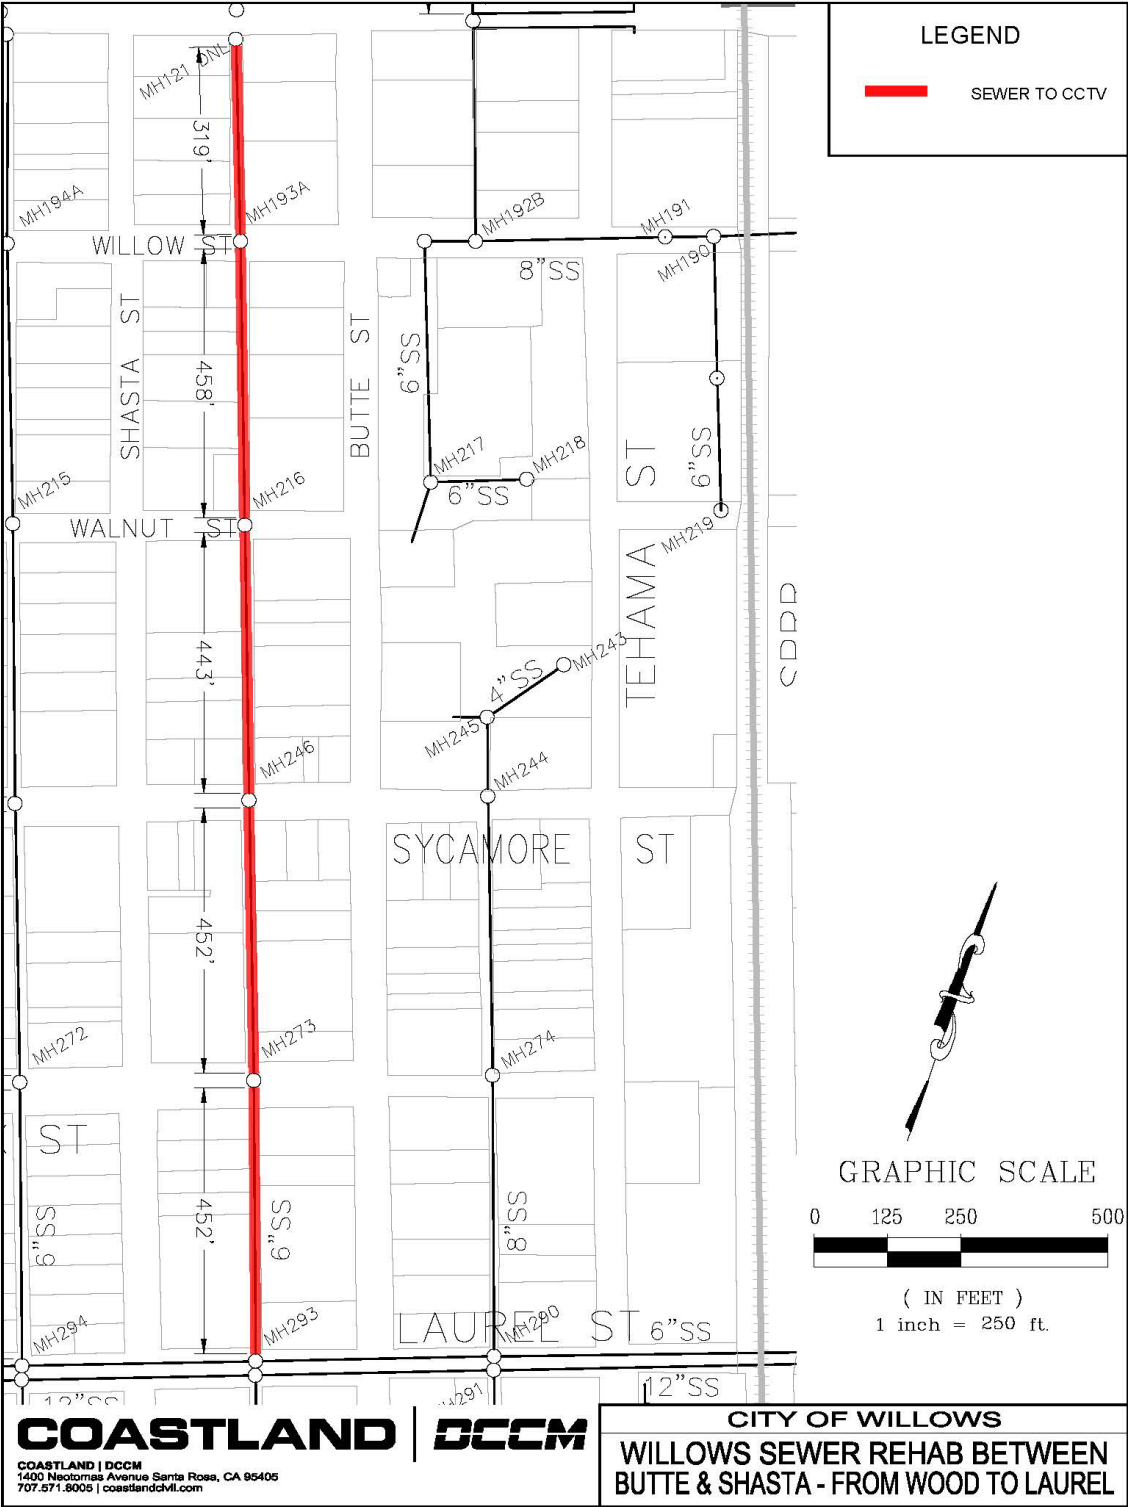 LEGEND
SEWER TO CCTV
MH121 DNL
319'
MH194A
MH193A
MH192B
MH191
MH190
WILLOW ST
8"SS
SHASTA ST
BUTTE ST
458'
6"SS
MH217
MH218
6"SS
ST
6"SS
MH215
MH216
MH219
WALNUT ST
TEHAMA
443'
4"SS
MH243
MH245
MH246
MH244
SYCAMORE ST
452'
MH272
MH273
MH274
ST
452'
6"SS
6"SS
8"SS
MH294
MH293
MH290
LAUREL ST
6"SS
12"SS
12"SS
GRAPHIC SCALE
0 125 250 500
( IN FEET )
1 inch = 250 ft.
COASTLAND | DCCM
COASTLAND | DCCM
1400 Neotomas Avenue Santa Rosa, CA 95405
707.571.8005 | coastlandcivil.com
CITY OF WILLOWS
WILLOWS SEWER REHAB BETWEEN
BUTTE & SHASTA - FROM WOOD TO LAUREL